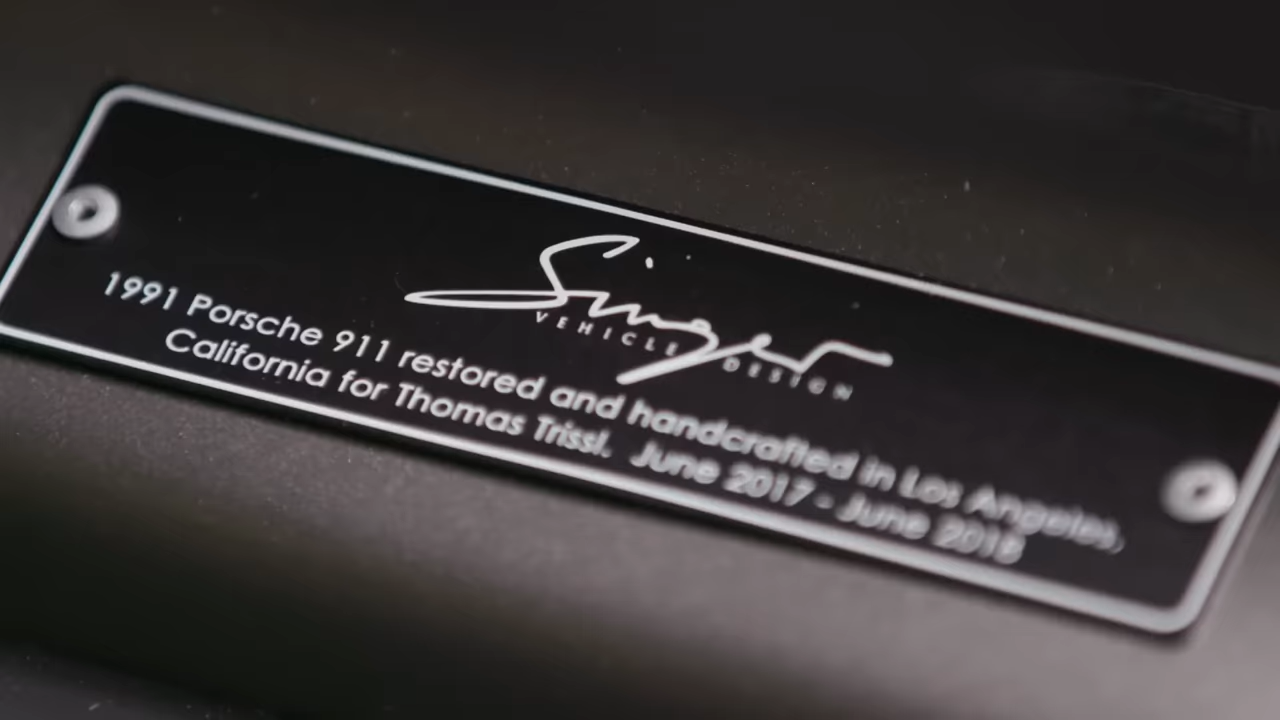 Singer
VEHICLE DESIGN
1991 Porsche 911 restored and handcrafted in Los Angeles,
California for Thomas Trissl. June 2017 - June 2018